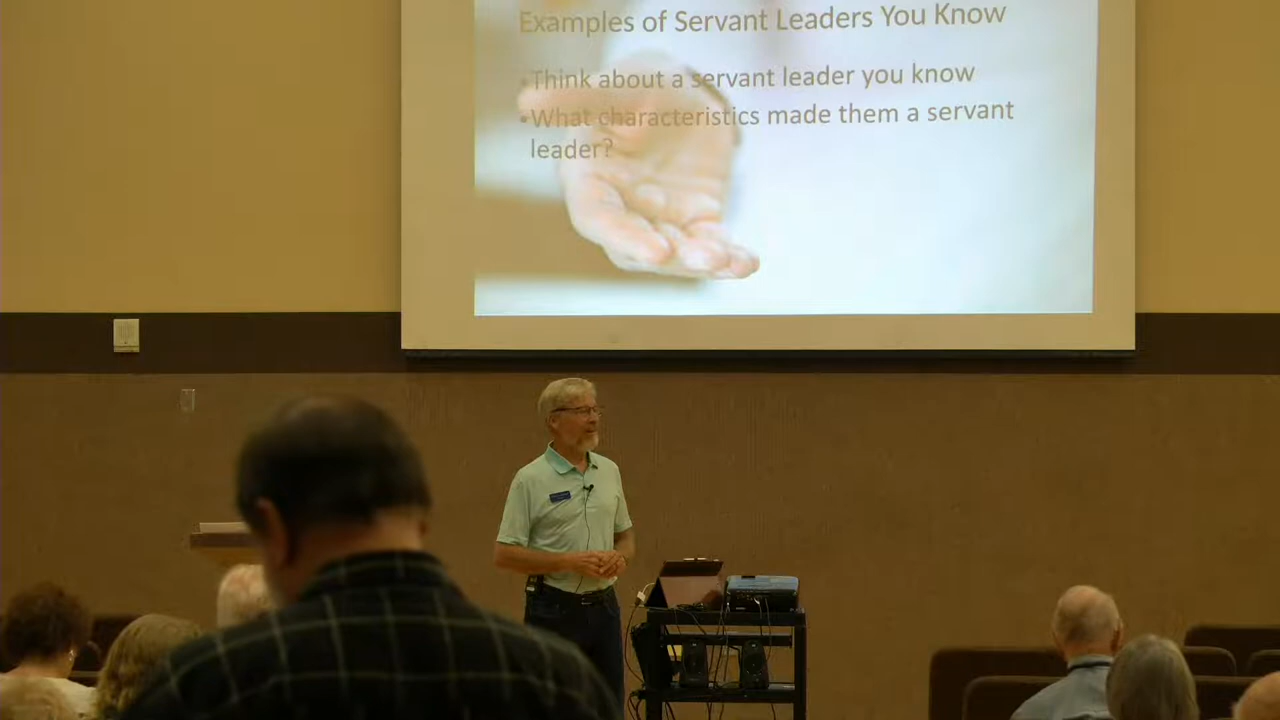 Examples of Servant Leaders You Know
•Think about a servant leader you know
•What characteristics made them a servant
leader?